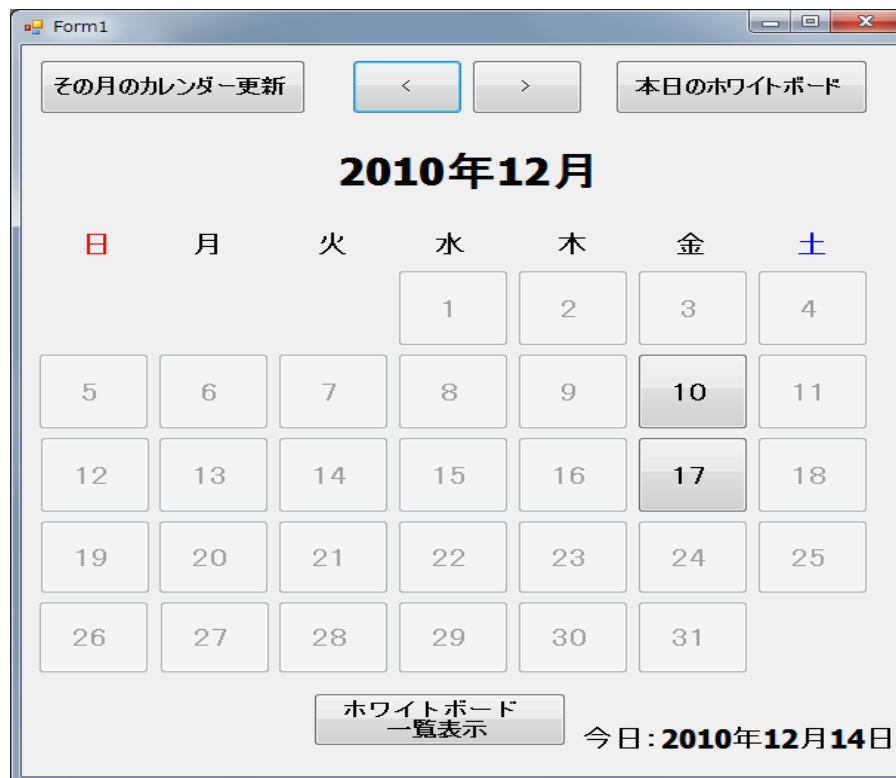 Form1
その月のカレンダー更新 < > 本日のホワイトボード
2010年12月
日 月 火 水 木 金 土
1 2 3 4
5 6 7 8 9 10 11
12 13 14 15 16 17 18
19 20 21 22 23 24 25
26 27 28 29 30 31
ホワイトボード
一覧表示
今日:2010年12月14日